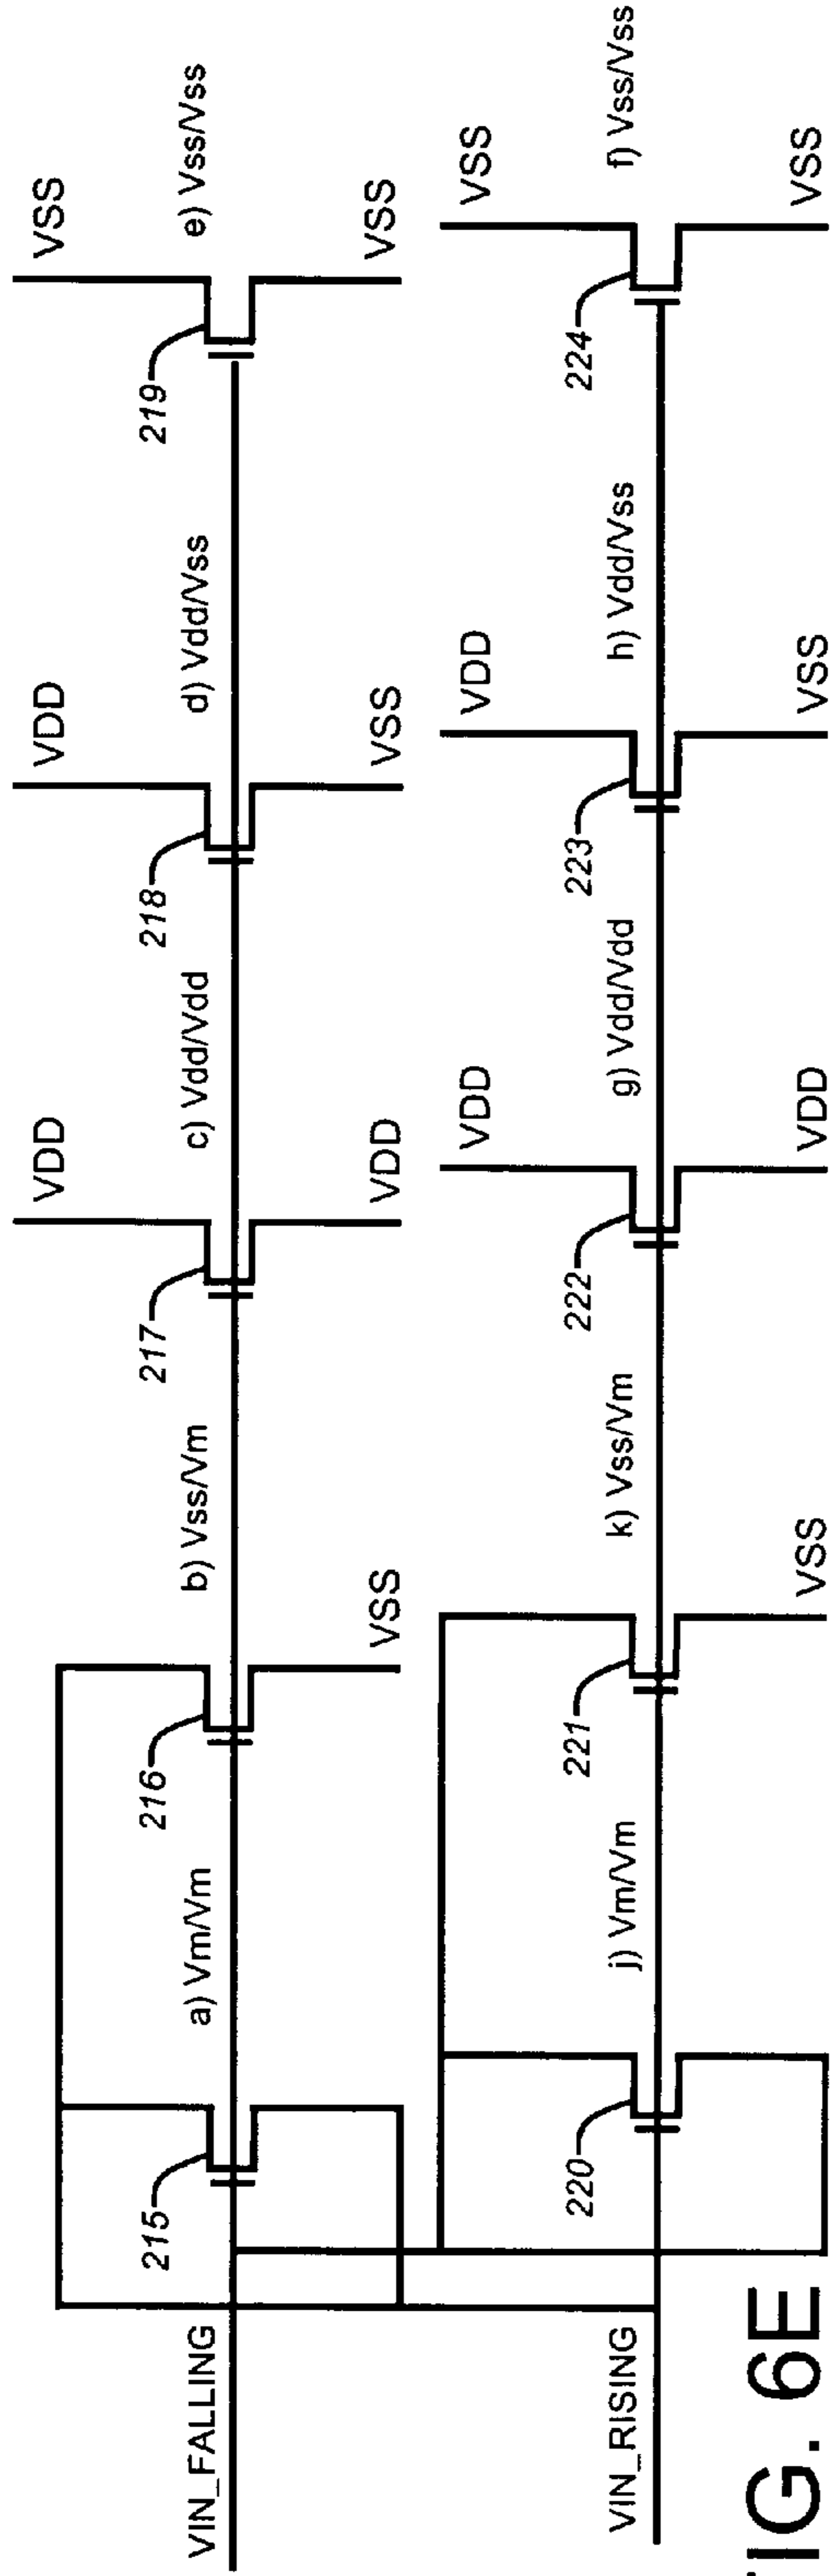 VDD VDD VSS
215 216 217 218 219
VIN_FALLING a) Vm/Vm b) Vss/Vm c) Vdd/Vdd d) Vdd/Vss e) Vss/Vss
VSS VDD VSS VSS
VDD VDD VSS
220 221 222 223 224
VIN_RISING j) Vm/Vm k) Vss/Vm g) Vdd/Vdd h) Vdd/Vss f) Vss/Vss
VSS VDD VSS VSS
IG. 6E